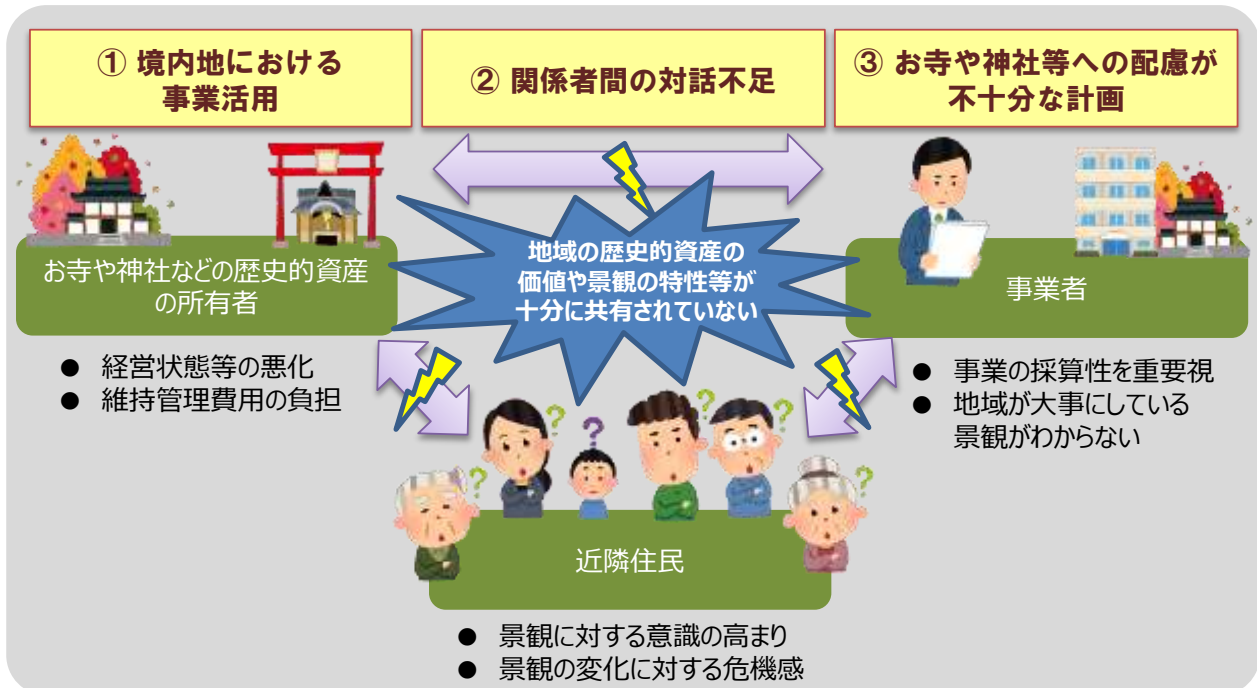 ① 境内地における
事業活用
② 関係者間の対話不足
③ お寺や神社等への配慮が
不十分な計画
お寺や神社などの歴史的資産
の所有者
地域の歴史的資産の
価値や景観の特性等が
十分に共有されていない
事業者
● 経営状態等の悪化
● 維持管理費用の負担
● 事業の採算性を重要視
● 地域が大事にしている
景観がわからない
?
?
?
?
?
?
近隣住民
● 景観に対する意識の高まり
● 景観の変化に対する危機感